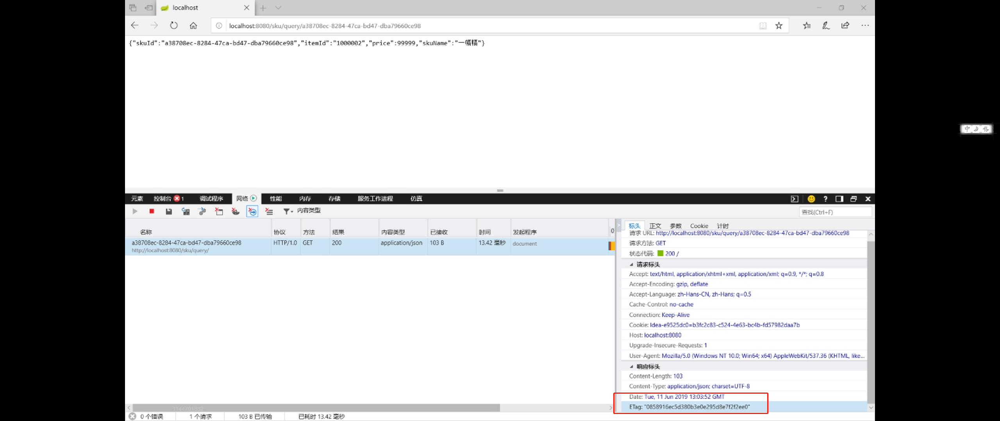 localhost
localhost:8080/sku/query/a38708ec-8284-47ca-bd47-dba79660ce98
{"skuId":"a38708ec-8284-47ca-bd47-dba79660ce98","itemId":"1000002","price":99999,"skuName":"一幅幅"}
中
元素 控制台 1 调试程序 网络 性能 内存 存储 服务工作进程 仿真
内容类型
查找(Ctrl+F)
名称 协议 方法 结果 内容类型 已接收 时间 发起程序 0
a38708ec-8284-47ca-bd47-dba79660ce98 HTTP/1.0 GET 200 application/json 103 B 13.42 毫秒 document
http://localhost:8080/sku/query/
标头 正文 参数 Cookie 计时
请求 URL: http://localhost:8080/sku/query/a38708ec-8284-47ca-bd47-dba79660ce98
请求方法: GET
状态代码: 200 /
请求标头
Accept: text/html, application/xhtml+xml, application/xml; q=0.9, */*; q=0.8
Accept-Encoding: gzip, deflate
Accept-Language: zh-Hans-CN, zh-Hans; q=0.5
Cache-Control: no-cache
Connection: Keep-Alive
Cookie: Idea-e9525dc0=b3fc2c83-c524-4e63-bc4b-fd57982daa7b
Host: localhost:8080
Upgrade-Insecure-Requests: 1
User-Agent: Mozilla/5.0 (Windows NT 10.0; Win64; x64) AppleWebKit/537.36 (KHTML, like...
响应标头
Content-Length: 103
Content-Type: application/json; charset=UTF-8
Date: Tue, 11 Jun 2019 13:03:52 GMT
ETag: "0858916ec5d380b3e0e295d8e7f2f2ee0"
1144701332
0 个错误 1 个请求 103 B 已传输 已耗时 13.42 毫秒